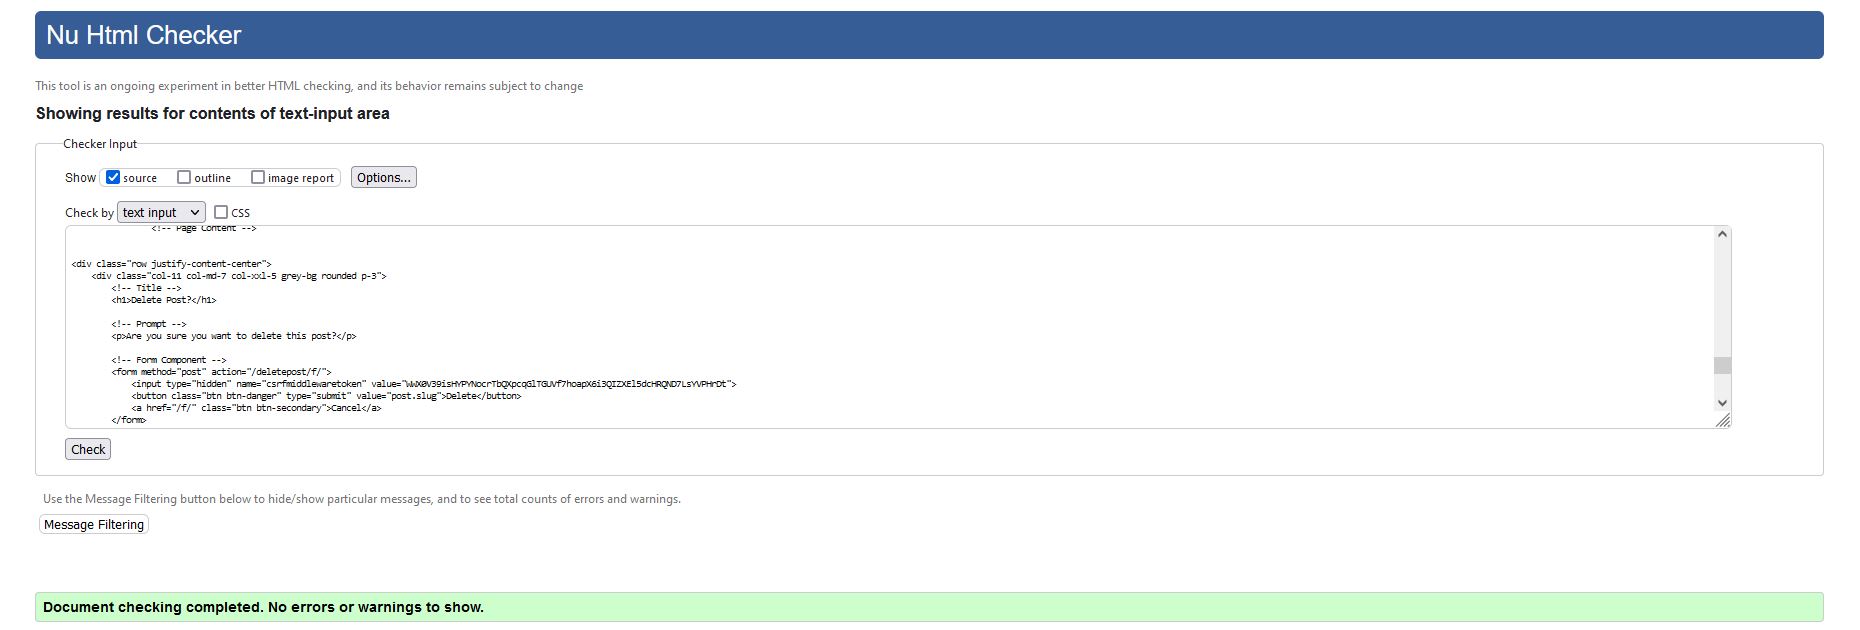 Nu Html Checker
This tool is an ongoing experiment in better HTML checking, and its behavior remains subject to change
Showing results for contents of text-input area
Checker Input
Show source outline image report Options...
Check by text input CSS
<!-- Page Content -->
<div class="row justify-content-center">
<div class="col-11 col-md-7 col-xxl-5 grey-bg rounded p-3">
<!-- Title -->
<h1>Delete Post?</h1>
<!-- Prompt -->
<p>Are you sure you want to delete this post?</p>
<!-- Form Component -->
<form method="post" action="/deletepost/f/">
<input type="hidden" name="csrfmiddlewaretoken" value="
<button class="btn btn-danger" type="submit" value="post.slug">Delete</button>
<a href="/f/" class="btn btn-secondary">Cancel</a>
</form>
Check
Use the Message Filtering button below to hide/show particular messages, and to see total counts of errors and warnings.
Message Filtering
Document checking completed. No errors or warnings to show.